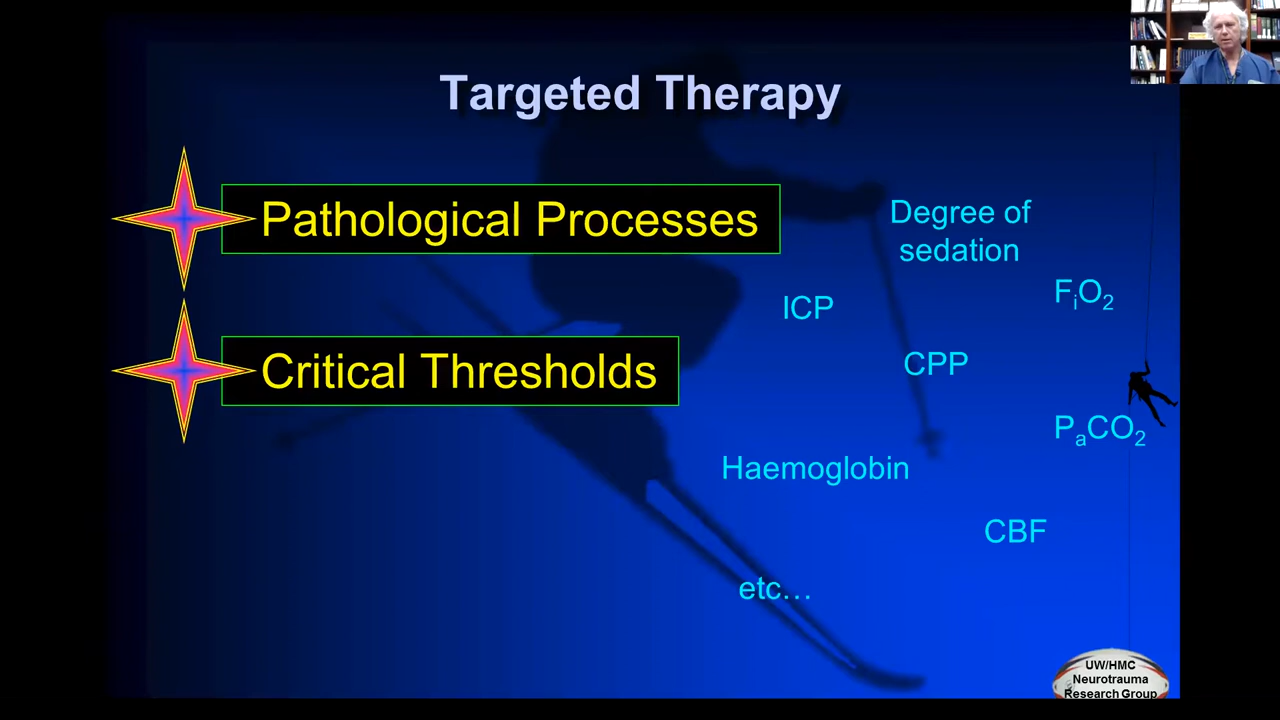 Targeted Therapy
Pathological Processes
Critical Thresholds
Degree of
sedation
FᵢO₂
ICP
CPP
PₐCO₂
Haemoglobin
CBF
etc…
UW/HMC
Neurotrauma
Research Group